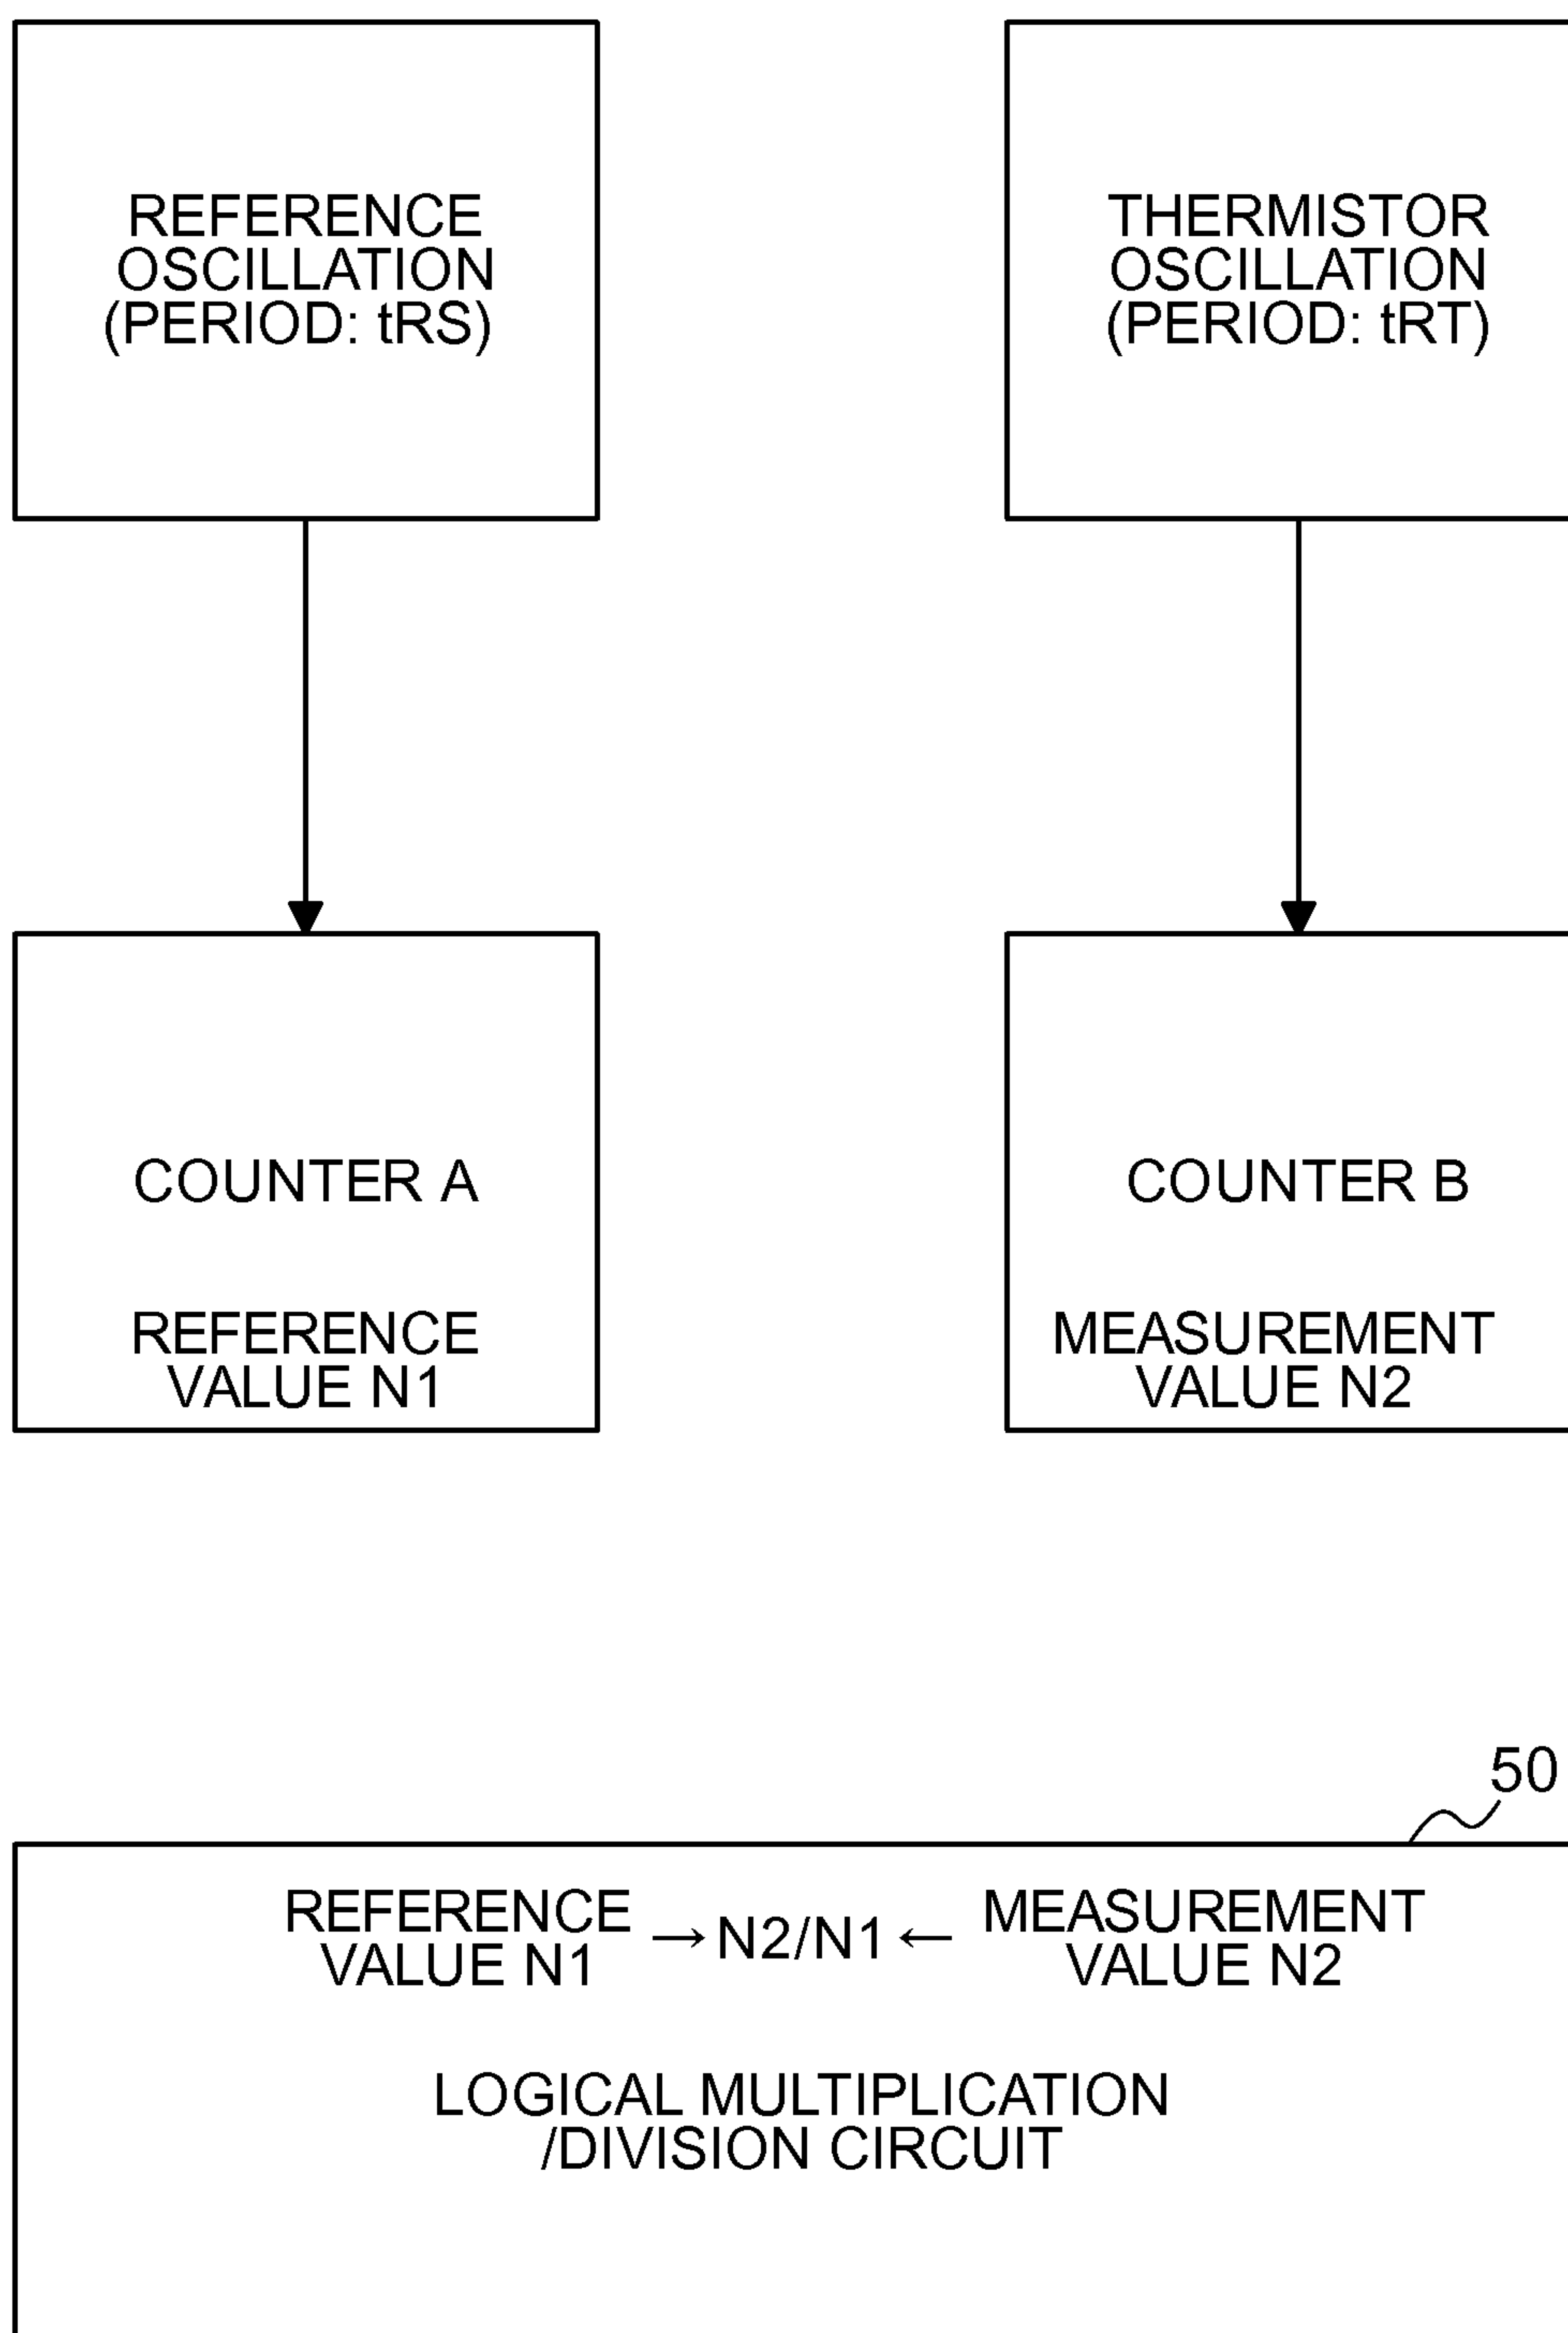 REFERENCE
OSCILLATION
(PERIOD: tRS)
THERMISTOR
OSCILLATION
(PERIOD: tRT)
COUNTER A
REFERENCE
VALUE N1
COUNTER B
MEASUREMENT
VALUE N2
50
REFERENCE
VALUE N1
→N2/N1←
MEASUREMENT
VALUE N2
LOGICAL MULTIPLICATION
/DIVISION CIRCUIT